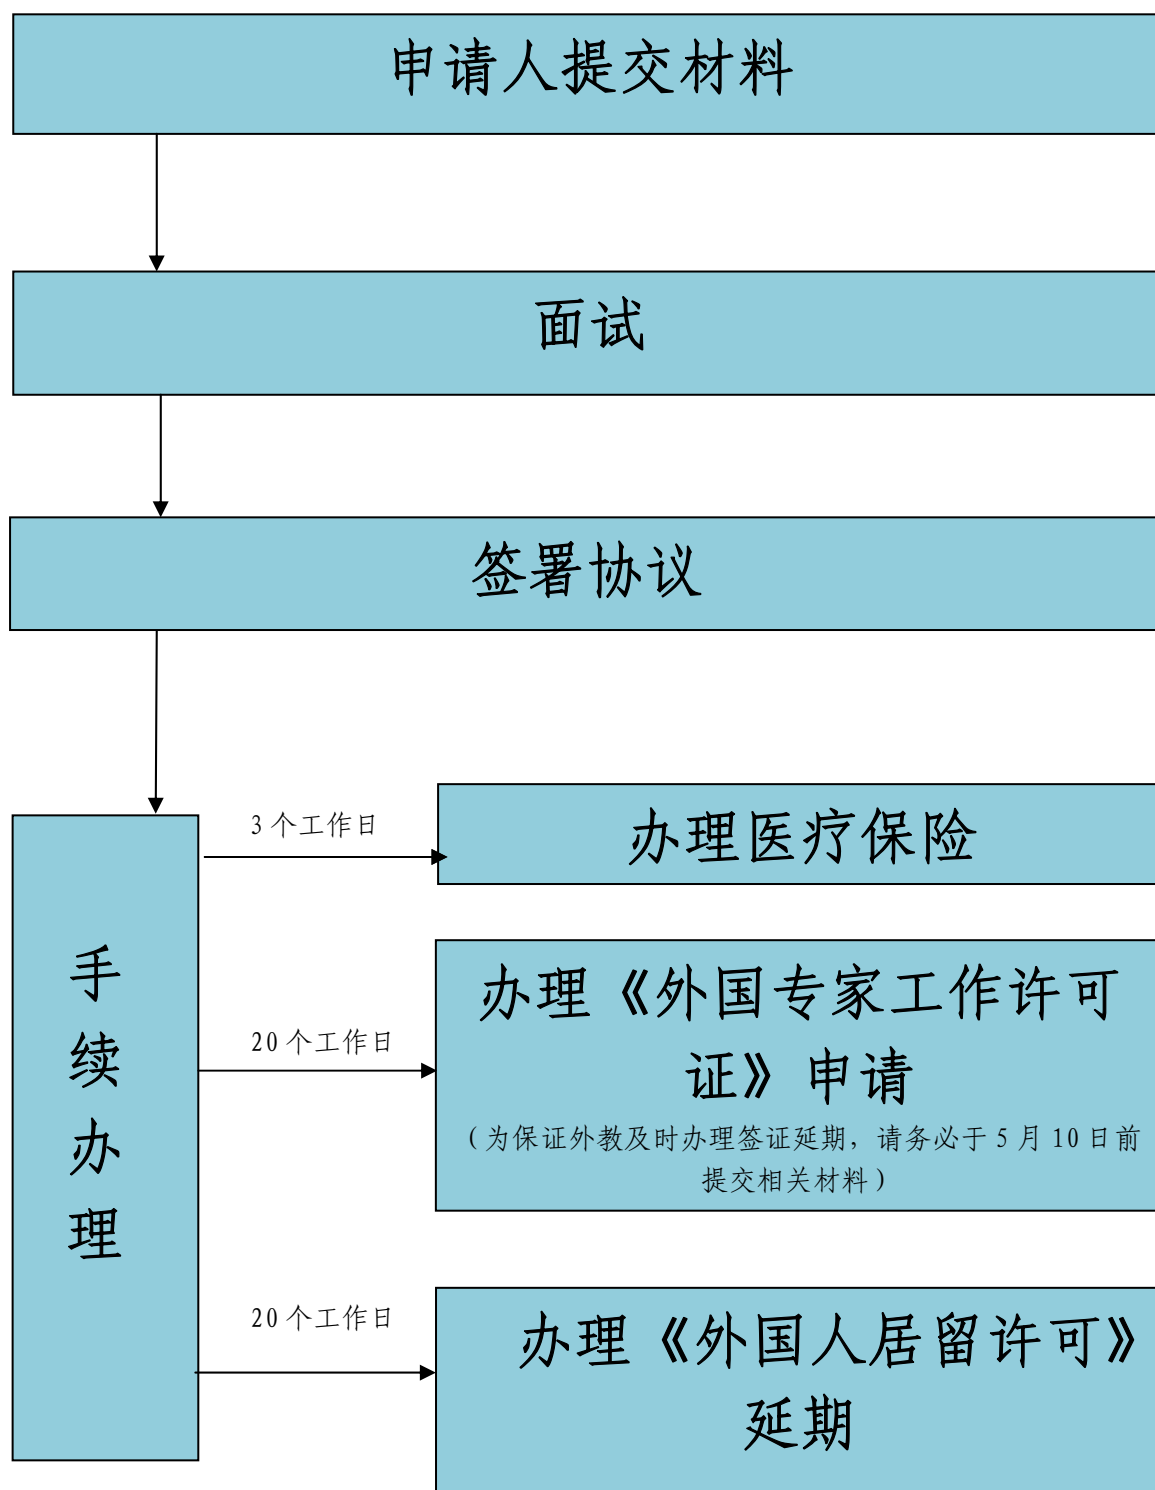 申请人提交材料
面试
签署协议
手
续
办
理
3个工作日
办理医疗保险
20个工作日
办理《外国专家工作许可
证》申请
（为保证外教及时办理签证延期，请务必于5月10日前
提交相关材料）
20个工作日
办理《外国人居留许可》
延期